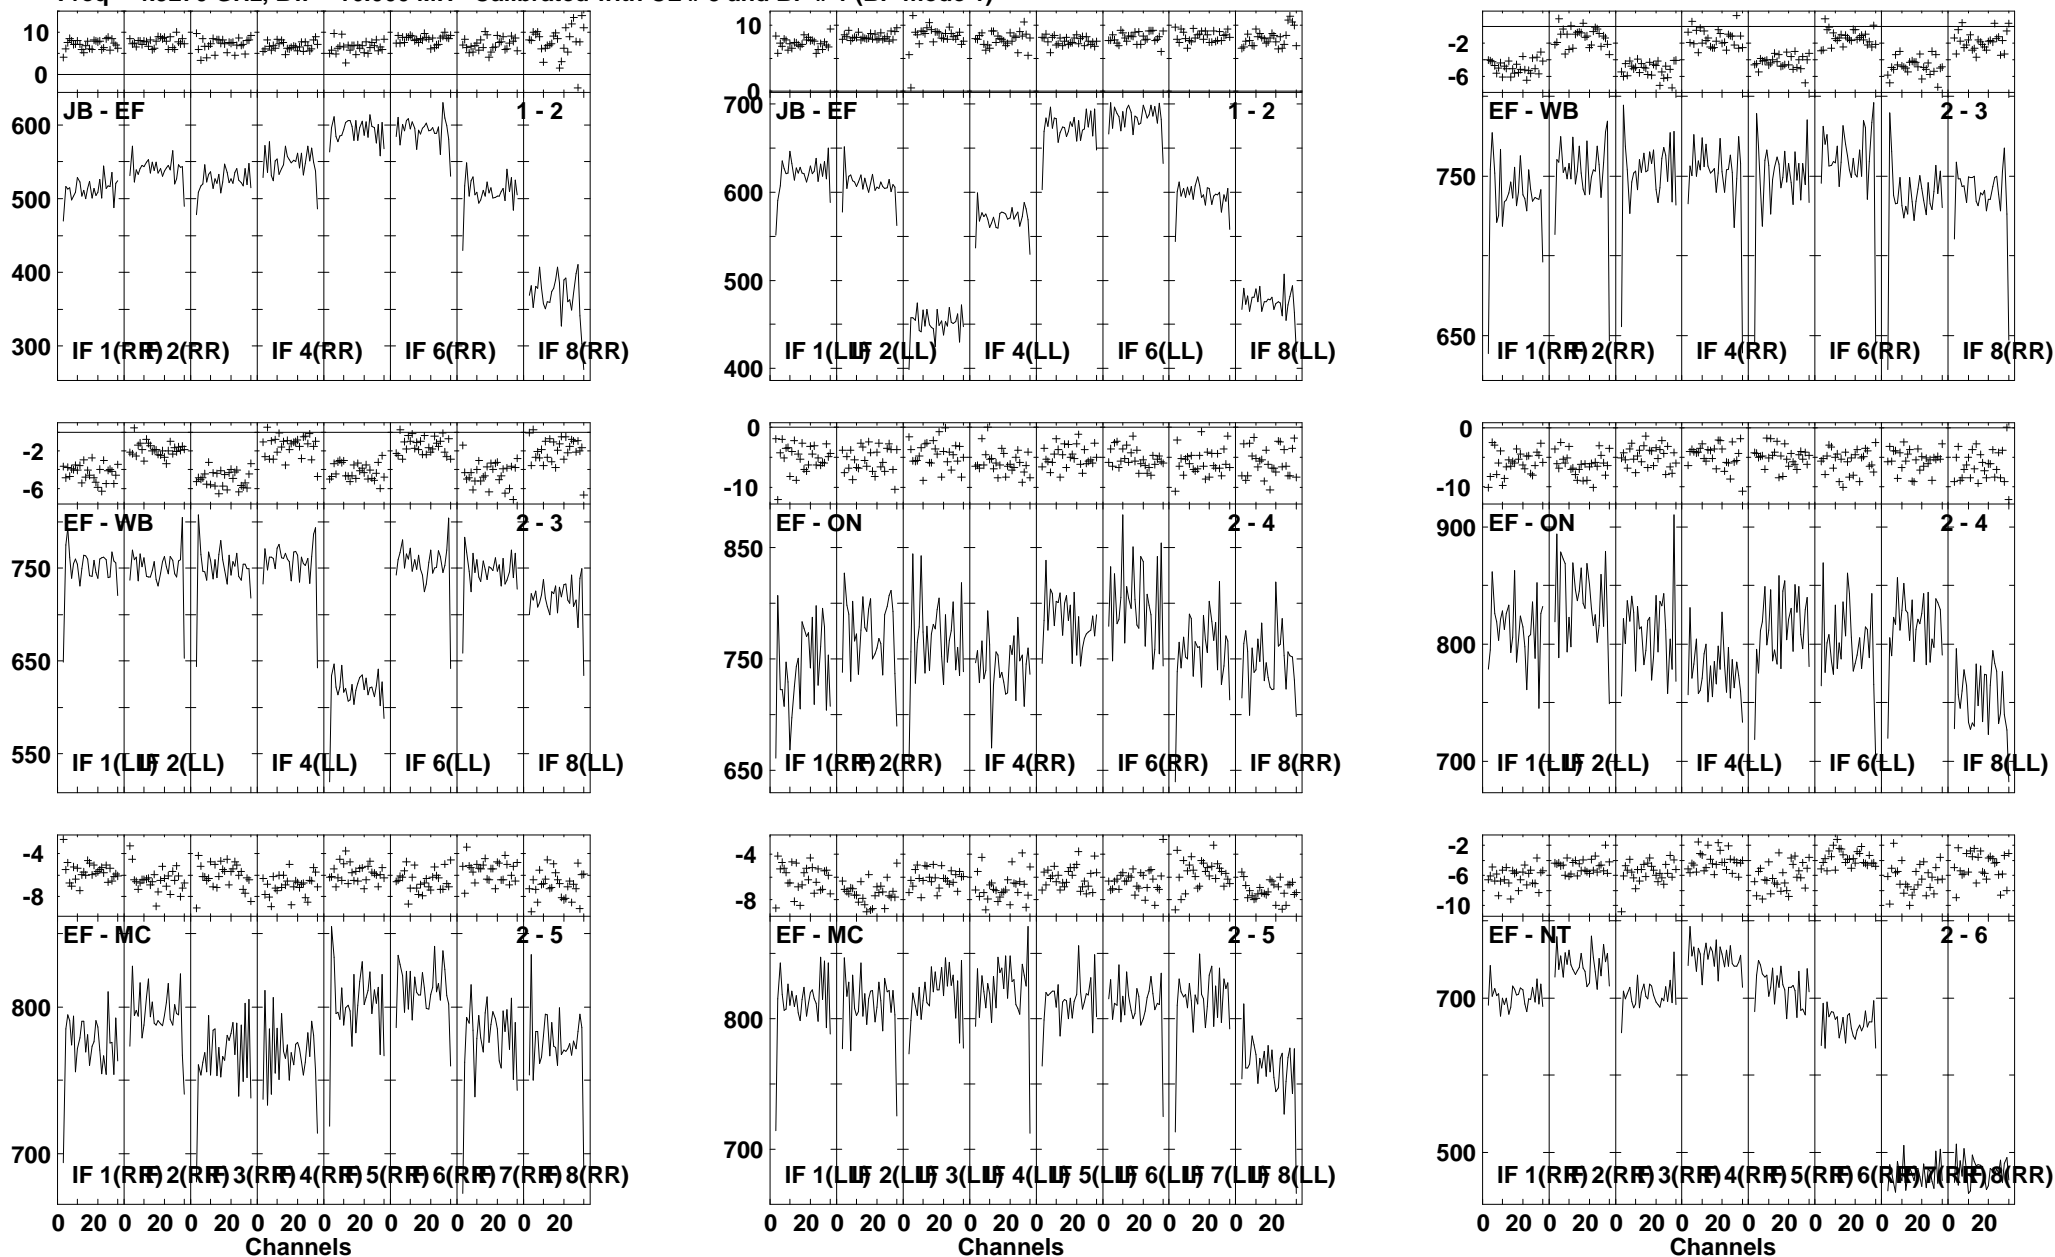 10
0
JB - EF
1 - 2
600
500
400
300
IF 1(RR)
IF 2(RR)
IF 4(RR)
IF 6(RR)
IF 8(RR)
10
0
JB - EF
1 - 2
700
600
500
400
IF 1(LL)
IF 2(LL)
IF 4(LL)
IF 6(LL)
IF 8(LL)
-2
-6
EF - WB
2 - 3
750
650
IF 1(RR)
IF 2(RR)
IF 4(RR)
IF 6(RR)
IF 8(RR)
-2
-6
EF - WB
2 - 3
750
650
550
IF 1(LL)
IF 2(LL)
IF 4(LL)
IF 6(LL)
IF 8(LL)
0
-10
EF - ON
2 - 4
850
750
650
IF 1(RR)
IF 2(RR)
IF 4(RR)
IF 6(RR)
IF 8(RR)
0
-10
EF - ON
2 - 4
900
800
700
IF 1(LL)
IF 2(LL)
IF 4(LL)
IF 6(LL)
IF 8(LL)
-4
-8
EF - MC
2 - 5
800
700
IF 1(RR)
IF 2(RR)
IF 3(RR)
IF 4(RR)
IF 5(RR)
IF 6(RR)
IF 7(RR)
IF 8(RR)
0 20 0 20 0 20 0 20 0 20 0 20 0 20 0 20
Channels
-4
-8
EF - MC
2 - 5
800
700
IF 1(LL)
IF 2(LL)
IF 3(LL)
IF 4(LL)
IF 5(LL)
IF 6(LL)
IF 7(LL)
IF 8(LL)
0 20 0 20 0 20 0 20 0 20 0 20 0 20 0 20
Channels
-2
-6
-10
EF - NT
2 - 6
700
500
IF 1(RR)
IF 2(RR)
IF 3(RR)
IF 4(RR)
IF 5(RR)
IF 6(RR)
IF 7(RR)
IF 8(RR)
0 20 0 20 0 20 0 20 0 20 0 20 0 20 0 20
Channels